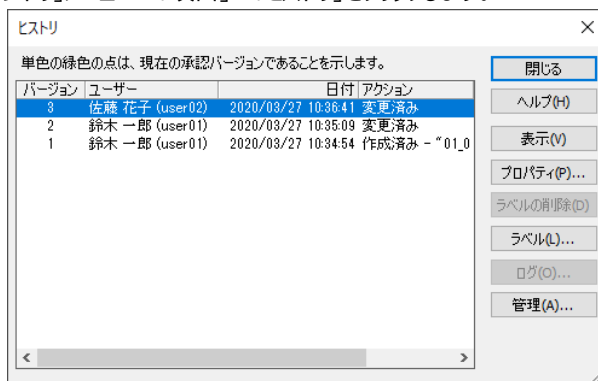 ヒストリ
単色の緑色の点は、現在の承認バージョンであることを示します。
バージョン ユーザー 日付 アクション
3 佐藤 花子 (user02) 2020/03/27 10:36:41 変更済み
2 鈴木 一郎 (user01) 2020/03/27 10:35:09 変更済み
1 鈴木 一郎 (user01) 2020/03/27 10:34:54 作成済み - "01_0
閉じる
ヘルプ(H)
表示(V)
プロパティ(P)...
ラベルの削除(D)
ラベル(L)...
ログ(O)...
管理(A)...